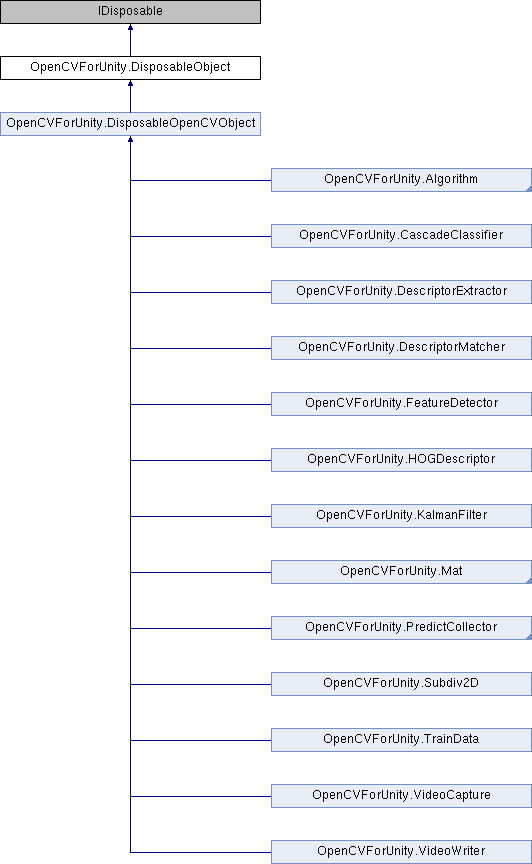 IDisposable
OpenCVForUnity.DisposableObject
OpenCVForUnity.DisposableOpenCVObject
OpenCVForUnity.Algorithm
OpenCVForUnity.CascadeClassifier
OpenCVForUnity.DescriptorExtractor
OpenCVForUnity.DescriptorMatcher
OpenCVForUnity.FeatureDetector
OpenCVForUnity.HOGDescriptor
OpenCVForUnity.KalmanFilter
OpenCVForUnity.Mat
OpenCVForUnity.PredictCollector
OpenCVForUnity.Subdiv2D
OpenCVForUnity.TrainData
OpenCVForUnity.VideoCapture
OpenCVForUnity.VideoWriter